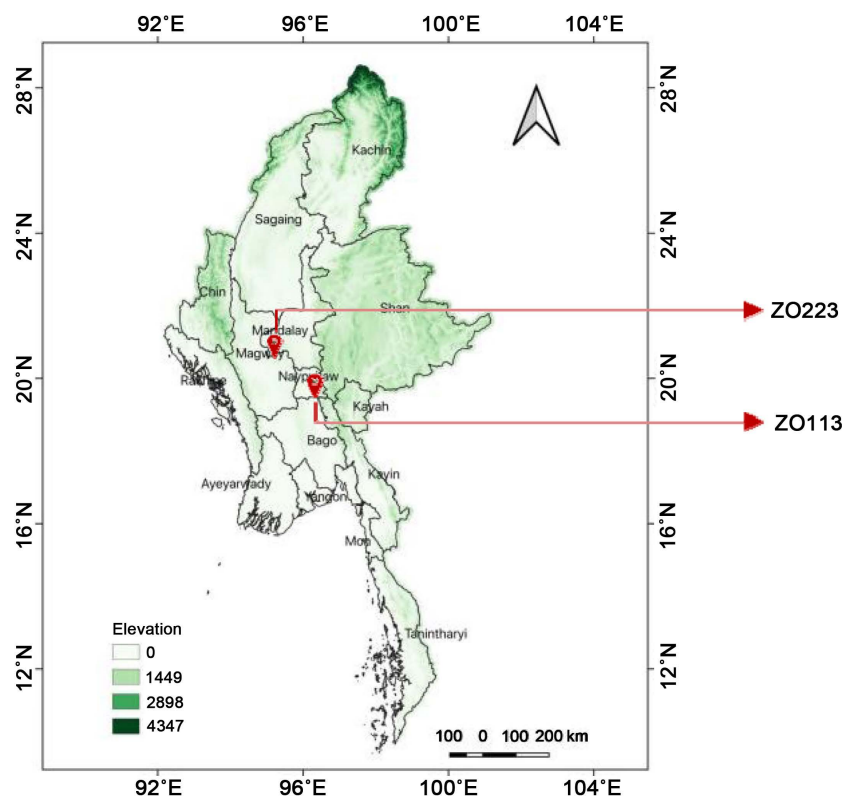 92°E 96°E 100°E 104°E
28°N 28°N
Kachin
Sagaing
24°N 24°N
Chin
Shan
ZO223
Mandalay
Magway
20°N 20°N
Kayah
ZO113
Bago
Kayin
Ayeyarwady
Yangon
16°N 16°N
Mon
Elevation
0
1449
2898
4347
Tanintharyi
12°N 12°N
100 0 100 200 km
92°E 96°E 100°E 104°E